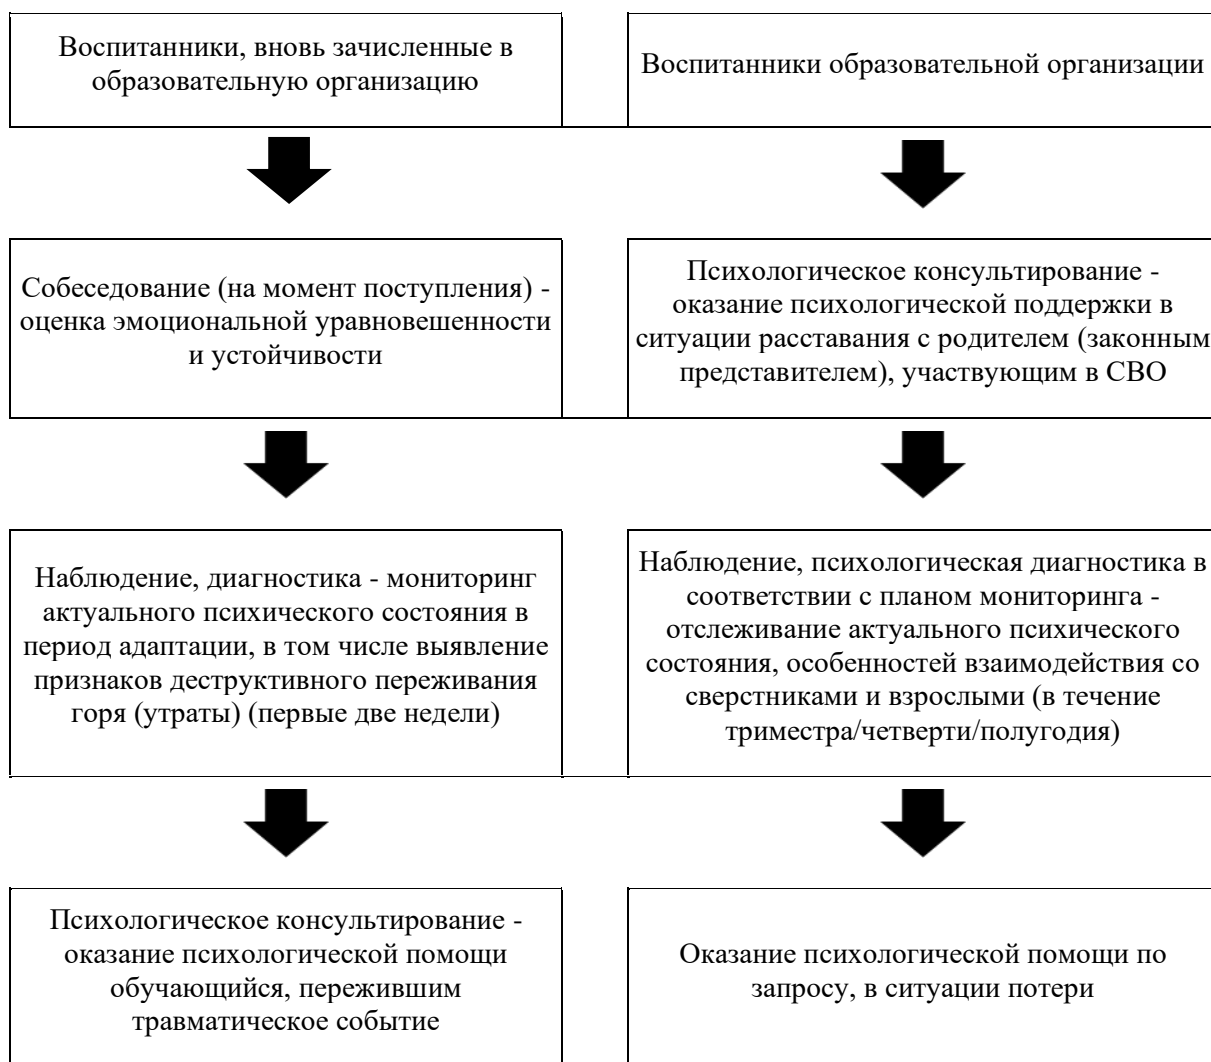 Воспитанники, вновь зачисленные в
образовательную организацию
Воспитанники образовательной организации
Собеседование (на момент поступления) -
оценка эмоциональной уравновешенности
и устойчивости
Психологическое консультирование -
оказание психологической поддержки в
ситуации расставания с родителем (законным
представителем), участвующим в СВО
Наблюдение, диагностика - мониторинг
актуального психического состояния в
период адаптации, в том числе выявление
признаков деструктивного переживания
горя (утраты) (первые две недели)
Наблюдение, психологическая диагностика в
соответствии с планом мониторинга -
отслеживание актуального психического
состояния, особенностей взаимодействия со
сверстниками и взрослыми (в течение
триместра/четверти/полугодия)
Психологическое консультирование -
оказание психологической помощи
обучающийся, пережившим
травматическое событие
Оказание психологической помощи по
запросу, в ситуации потери